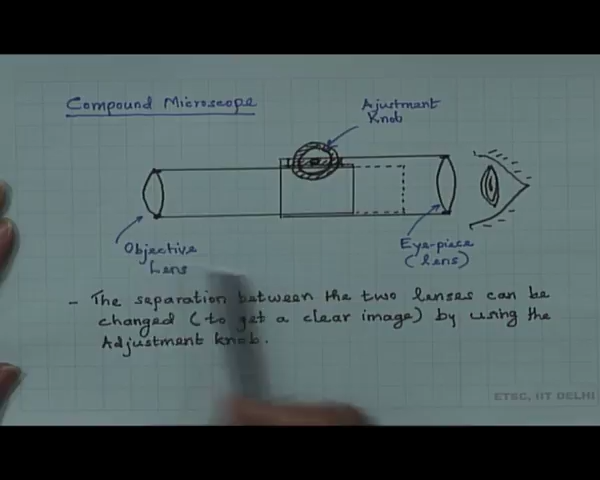 Compound Microscope
Ajustment
Knob
Objective
Lens
Eye-piece
(lens)
- The separation between the two lenses can be
changed (to get a clear image) by using the
Adjustment knob.
ETSC, IIT DELHI